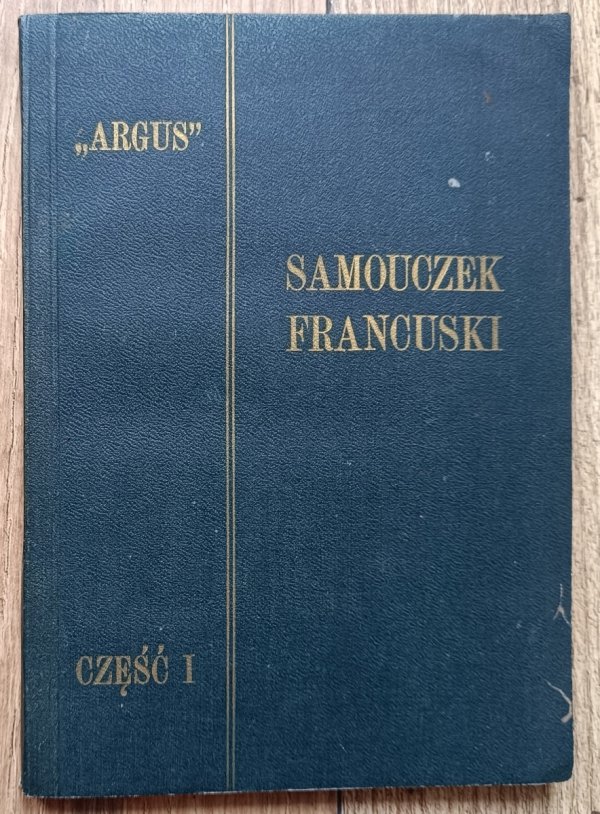 „ARGUS”
SAMOUCZEK
FRANCUSKI
CZĘŚĆ I